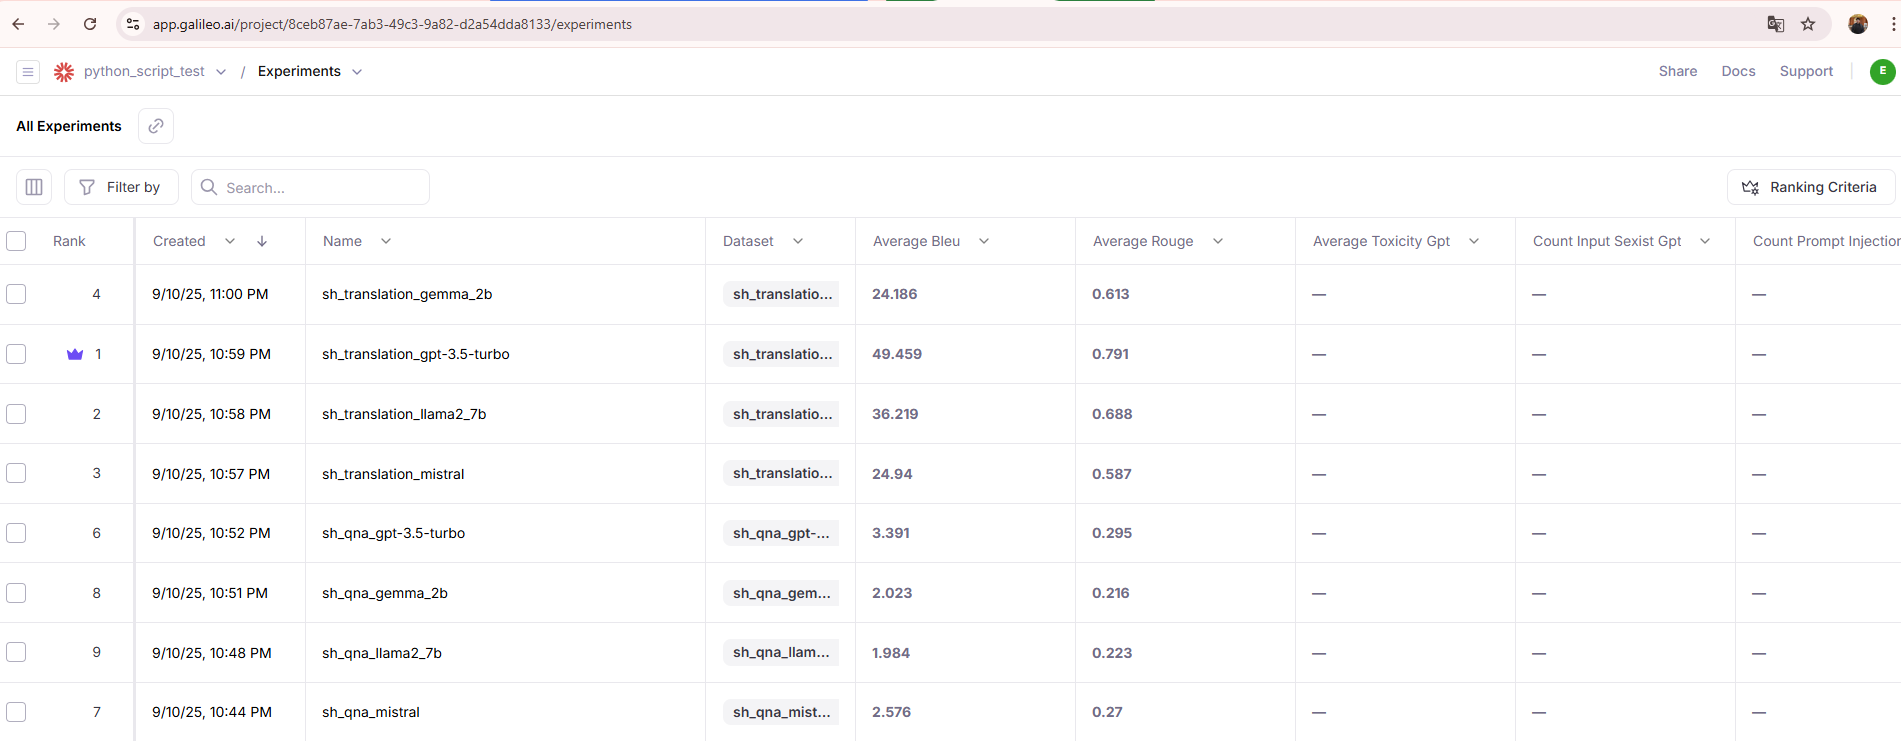 app.galileo.ai/project/8ceb87ae-7ab3-49c3-9a82-d2a54dda8133/experiments
python_script_test / Experiments Share Docs Support E
All Experiments
Filter by Search... Ranking Criteria
Rank Created Name Dataset Average Bleu Average Rouge Average Toxicity Gpt Count Input Sexist Gpt Count Prompt Injection
4 9/10/25, 11:00 PM sh_translation_gemma_2b sh_translatio... 24.186 0.613 — — —
1 9/10/25, 10:59 PM sh_translation_gpt-3.5-turbo sh_translatio... 49.459 0.791 — — —
2 9/10/25, 10:58 PM sh_translation_llama2_7b sh_translatio... 36.219 0.688 — — —
3 9/10/25, 10:57 PM sh_translation_mistral sh_translatio... 24.94 0.587 — — —
6 9/10/25, 10:52 PM sh_qna_gpt-3.5-turbo sh_qna_gpt-... 3.391 0.295 — — —
8 9/10/25, 10:51 PM sh_qna_gemma_2b sh_qna_gem... 2.023 0.216 — — —
9 9/10/25, 10:48 PM sh_qna_llama2_7b sh_qna_llam... 1.984 0.223 — — —
7 9/10/25, 10:44 PM sh_qna_mistral sh_qna_mist... 2.576 0.27 — — —